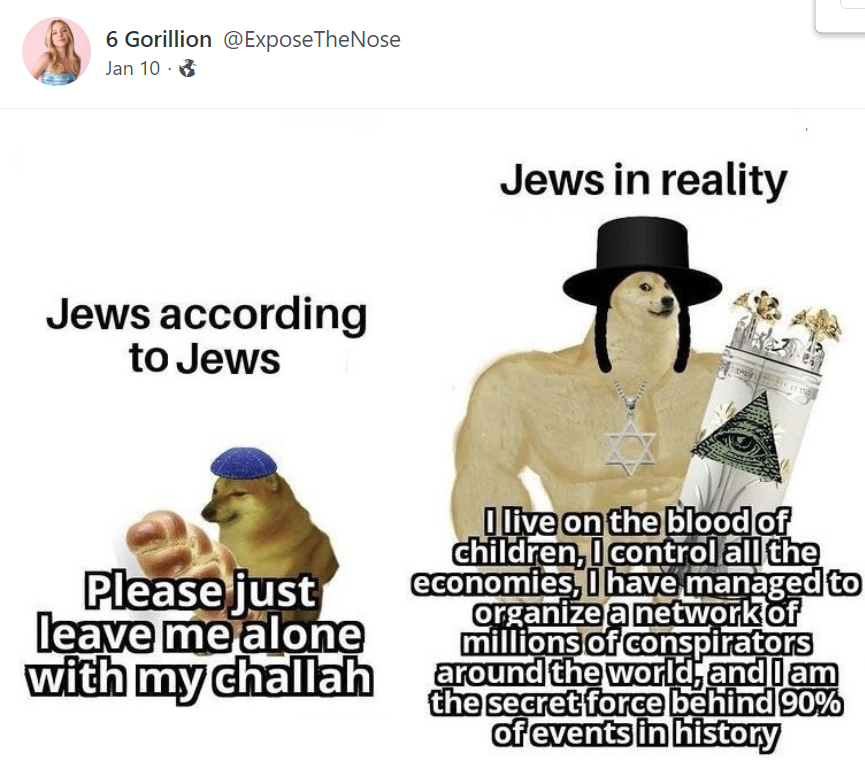 6 Gorillion @ExposeTheNose
Jan 10 ·
Jews in reality
Jews according
to Jews
Please just
leave me alone
with my challah
I live on the blood of
children, I control all the
economies, I have managed to
organize a network of
millions of conspirators
around the world, and I am
the secret force behind 90%
of events in history